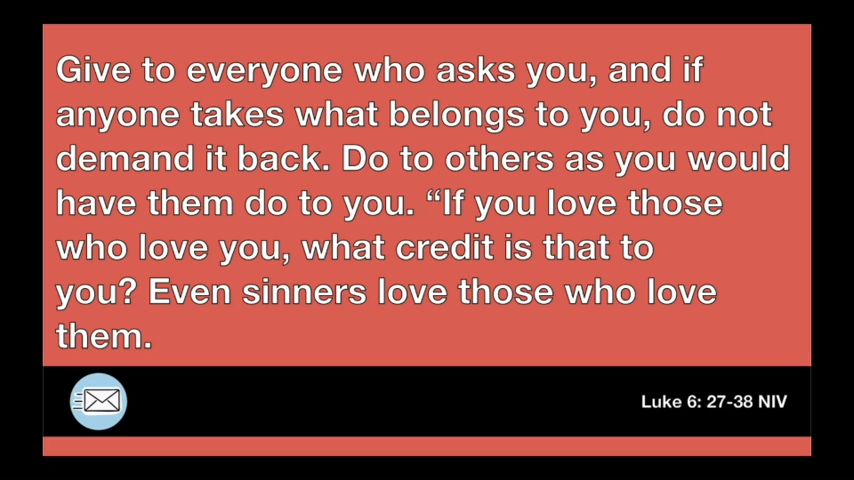 Give to everyone who asks you, and if
anyone takes what belongs to you, do not
demand it back. Do to others as you would
have them do to you. “If you love those
who love you, what credit is that to
you? Even sinners love those who love
them.
Luke 6: 27-38 NIV